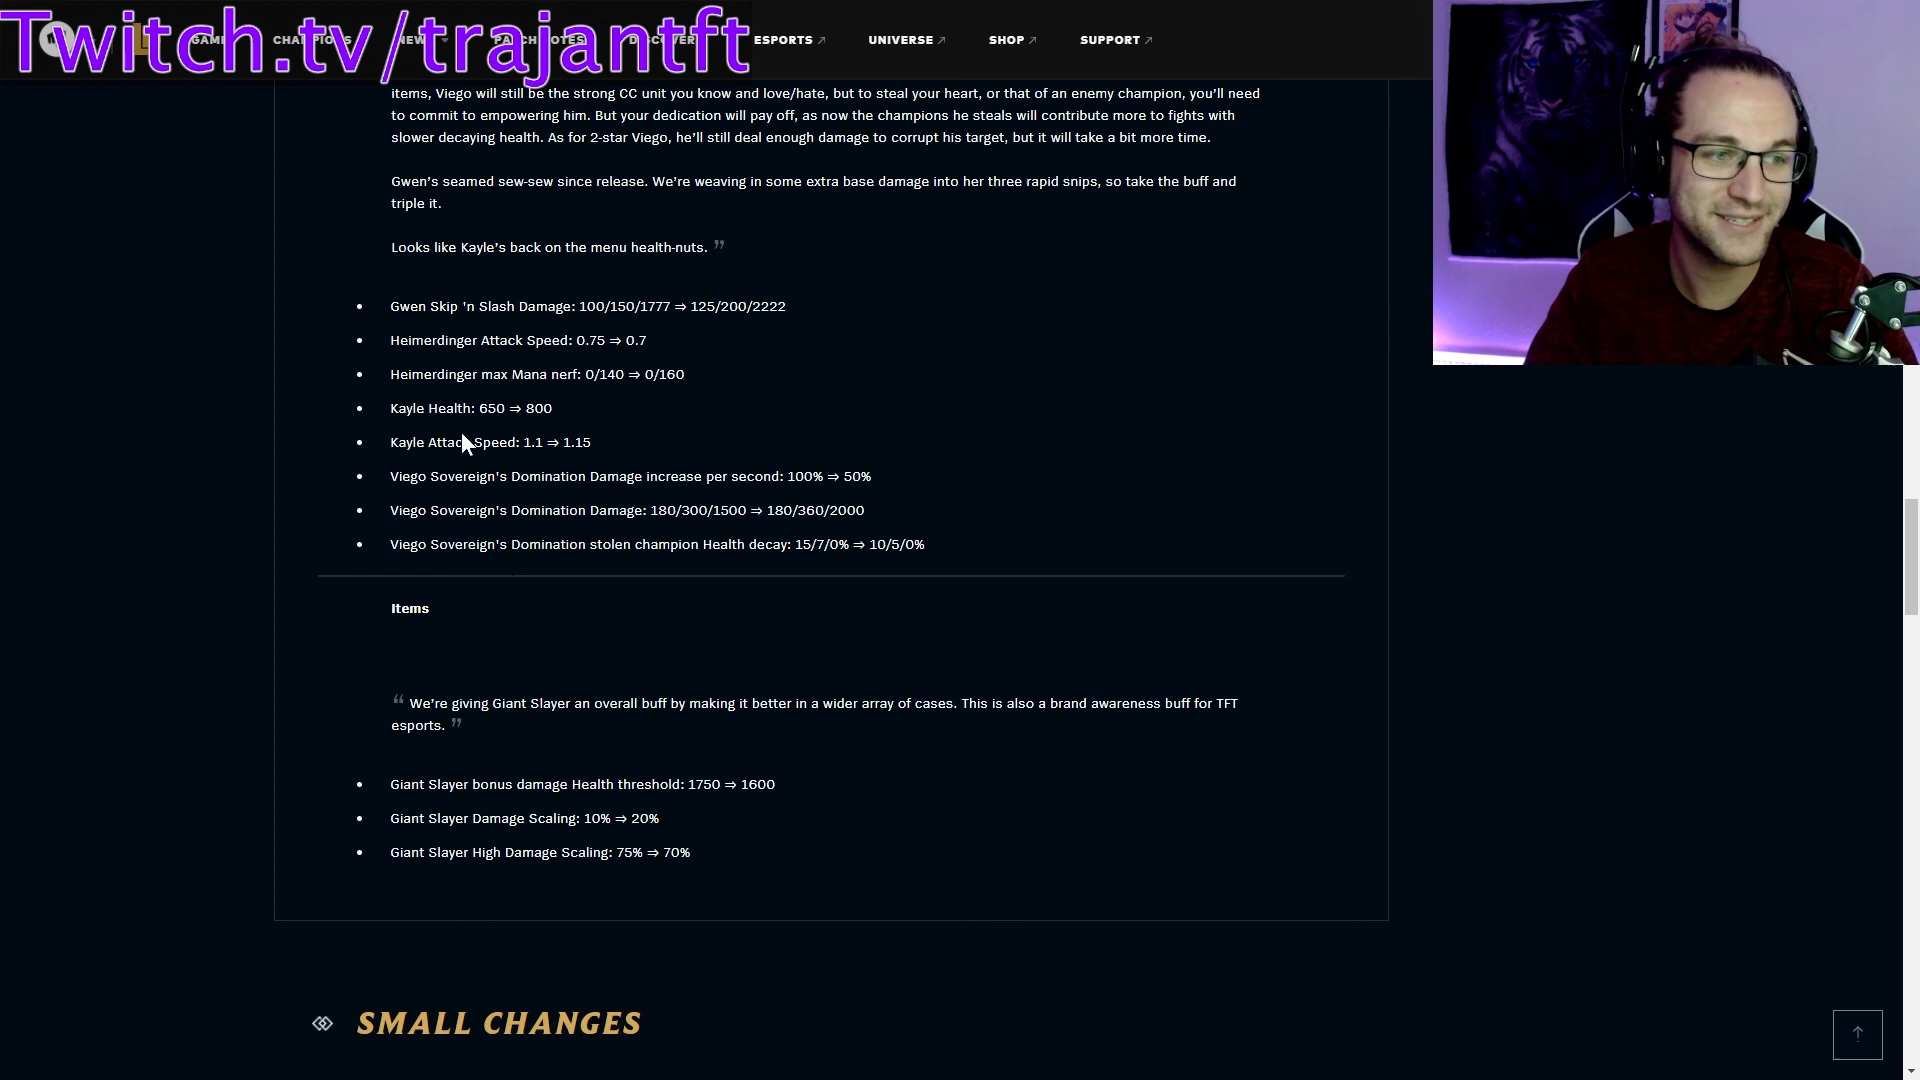 Twitch.tv/trajantft
ESPORTS UNIVERSE SHOP SUPPORT
items, Viego will still be the strong CC unit you know and love/hate, but to steal your heart, or that of an enemy champion, you’ll need
to commit to empowering him. But your dedication will pay off, as now the champions he steals will contribute more to fights with
slower decaying health. As for 2-star Viego, he’ll still deal enough damage to corrupt his target, but it will take a bit more time.
Gwen’s seamed sew-sew since release. We’re weaving in some extra base damage into her three rapid snips, so take the buff and
triple it.
Looks like Kayle’s back on the menu health-nuts. ”
• Gwen Skip 'n Slash Damage: 100/150/1777 ⇒ 125/200/2222
• Heimerdinger Attack Speed: 0.75 ⇒ 0.7
• Heimerdinger max Mana nerf: 0/140 ⇒ 0/160
• Kayle Health: 650 ⇒ 800
• Kayle Attack Speed: 1.1 ⇒ 1.15
• Viego Sovereign's Domination Damage increase per second: 100% ⇒ 50%
• Viego Sovereign's Domination Damage: 180/300/1500 ⇒ 180/360/2000
• Viego Sovereign's Domination stolen champion Health decay: 15/7/0% ⇒ 10/5/0%
Items
“ We’re giving Giant Slayer an overall buff by making it better in a wider array of cases. This is also a brand awareness buff for TFT
esports. ”
• Giant Slayer bonus damage Health threshold: 1750 ⇒ 1600
• Giant Slayer Damage Scaling: 10% ⇒ 20%
• Giant Slayer High Damage Scaling: 75% ⇒ 70%
SMALL CHANGES